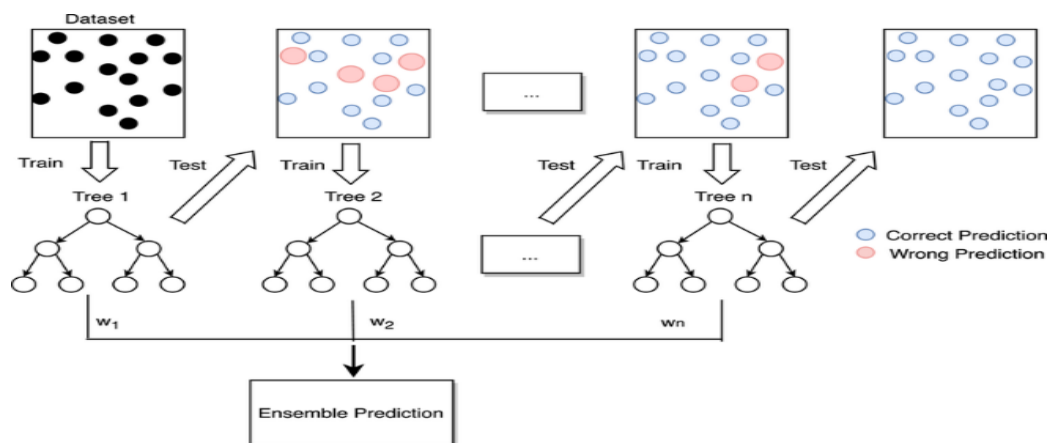 Dataset
...
Train
Test
Train
Test
Train
Test
Tree 1
Tree 2
Tree n
...
Correct Prediction
Wrong Prediction
w1
w2
wn
Ensemble Prediction